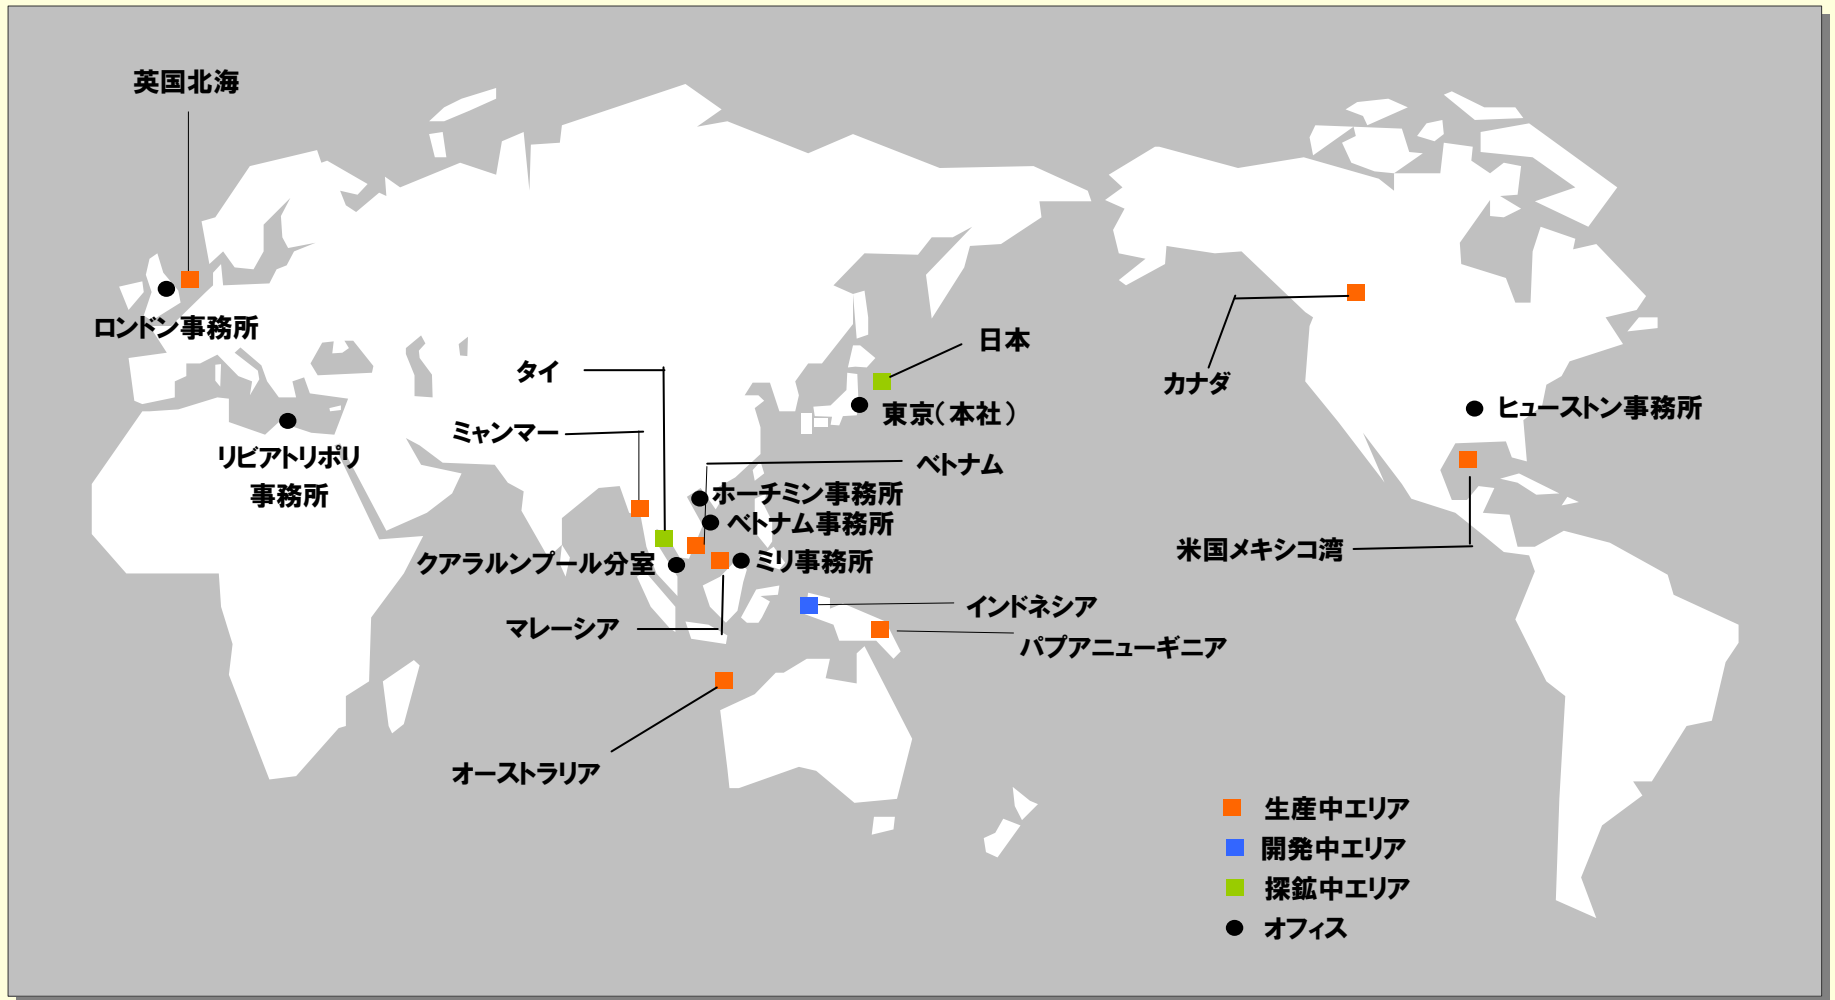 英国北海
ロンドン事務所
リビアトリポリ
事務所
タイ
ミャンマー
日本
東京(本社)
ベトナム
ホーチミン事務所
ベトナム事務所
クアラルンプール分室
ミリ事務所
マレーシア
インドネシア
パプアニューギニア
オーストラリア
カナダ
ヒューストン事務所
米国メキシコ湾
生産中エリア
開発中エリア
探鉱中エリア
オフィス